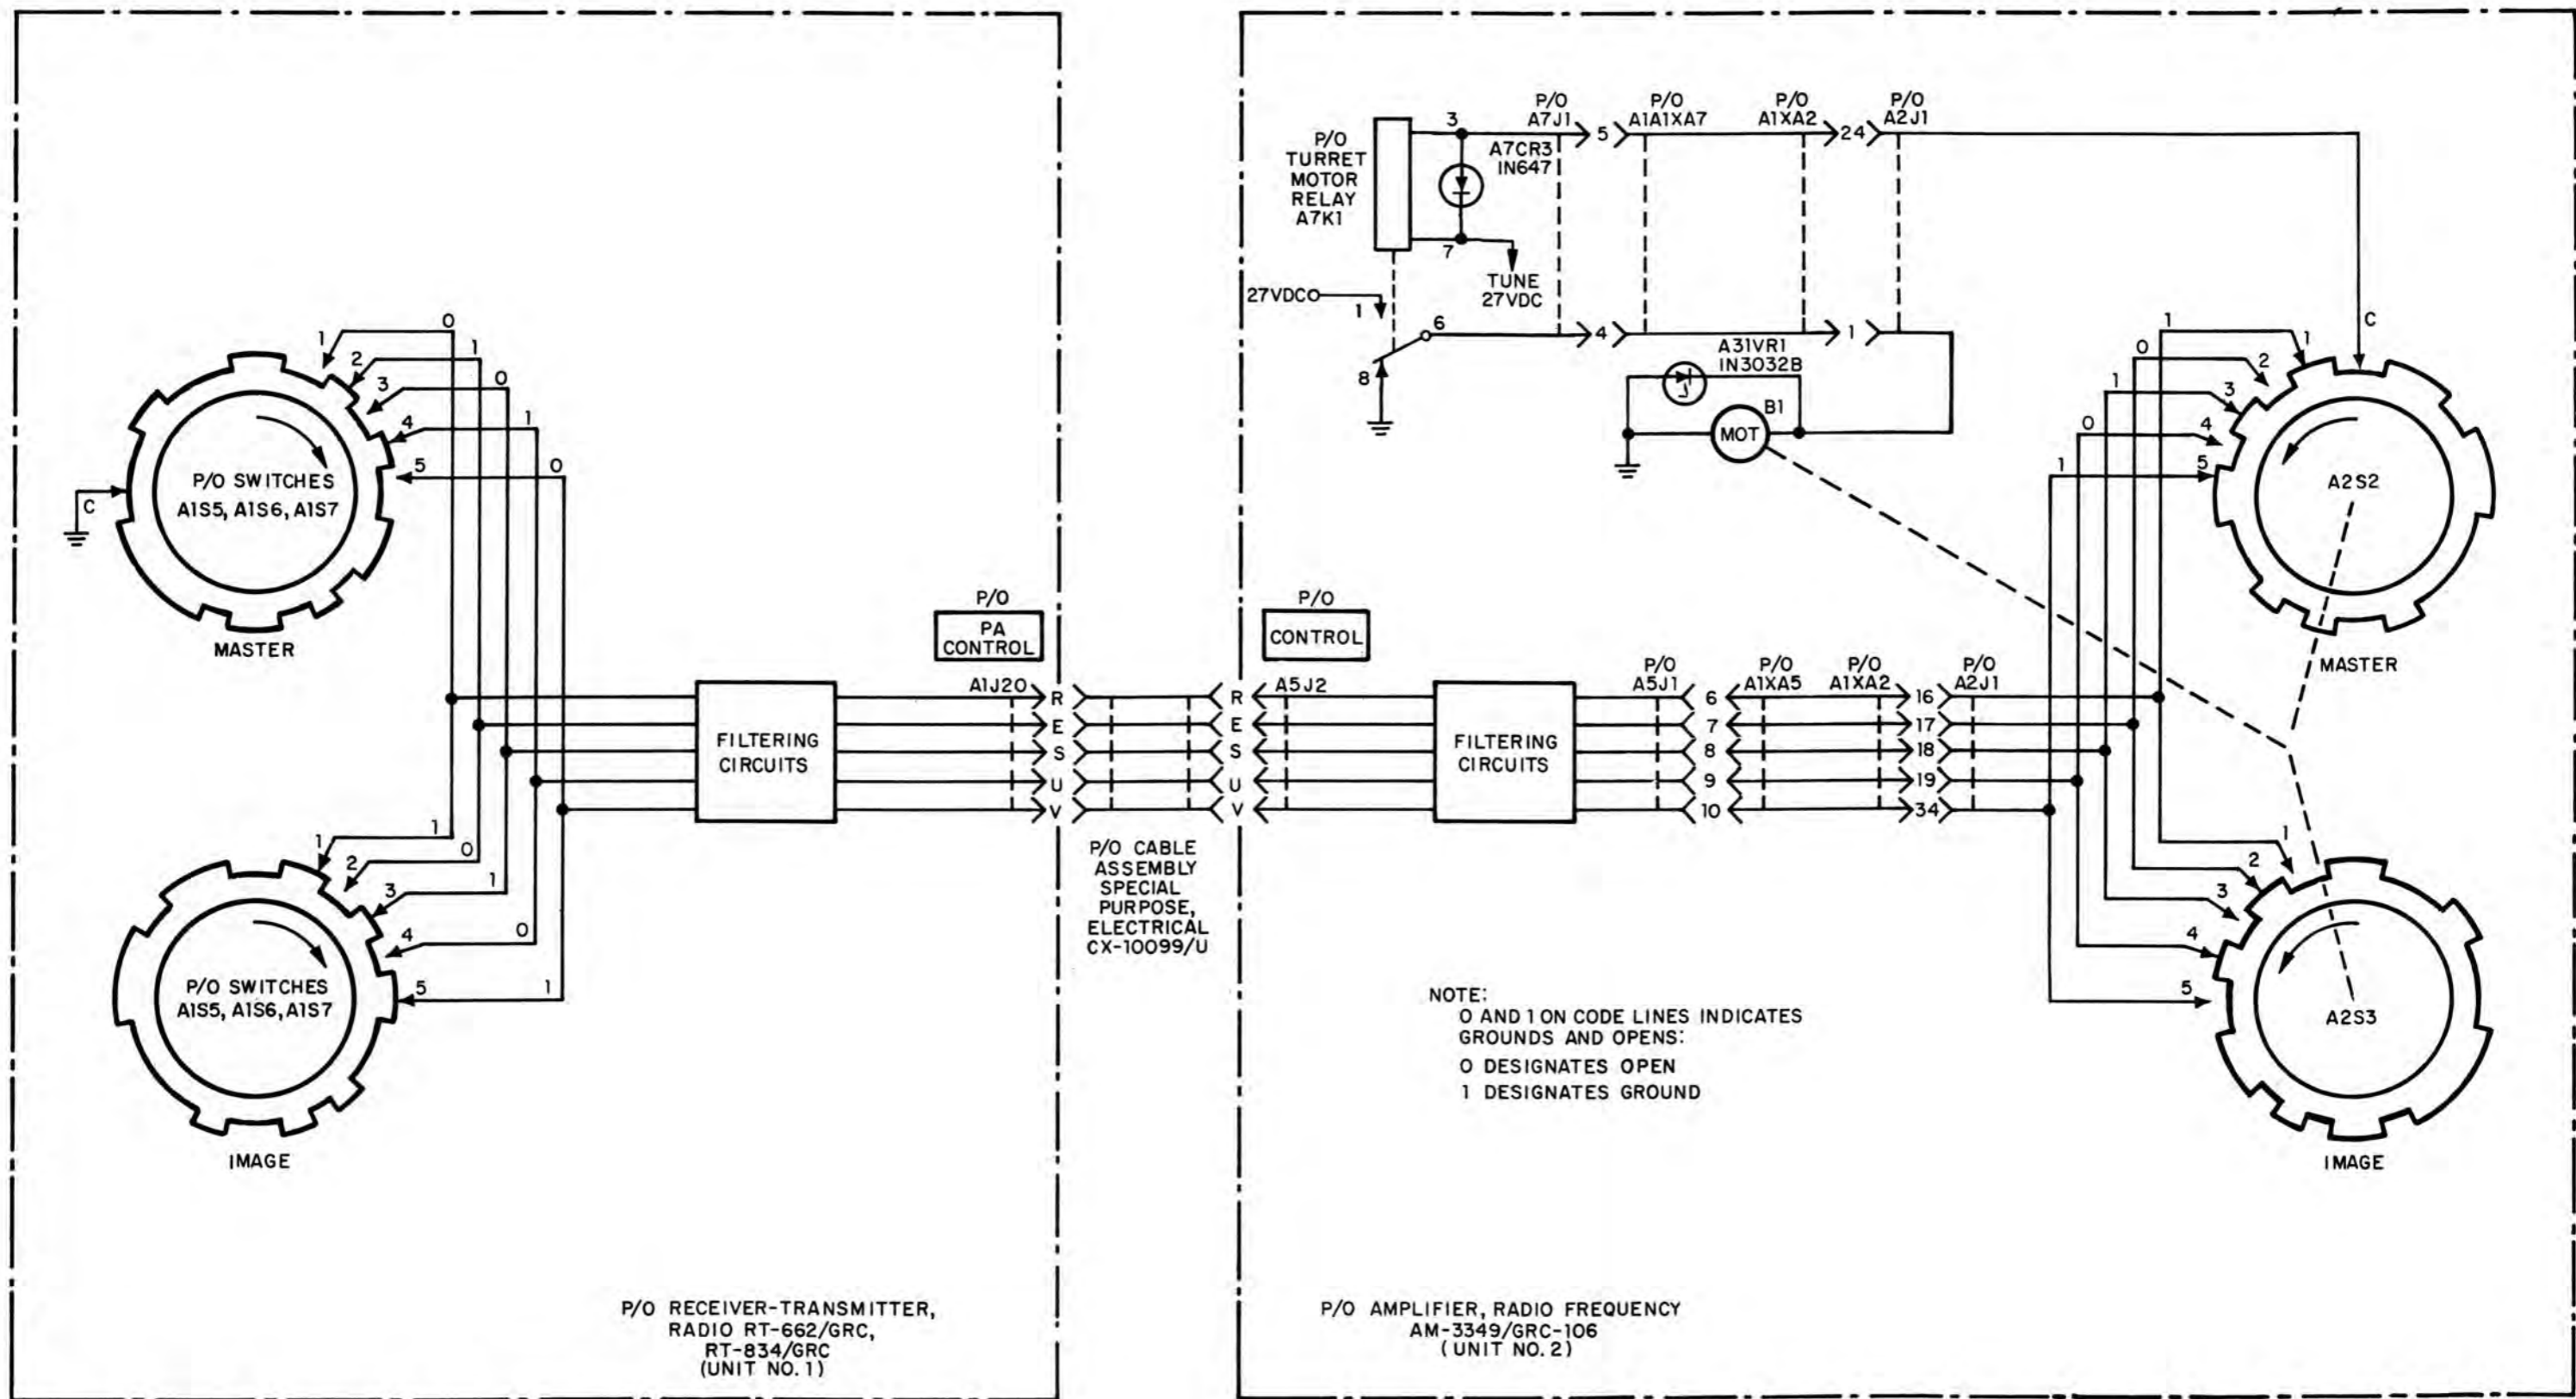 0
1
0
1
0
1
2
3
4
5
C
P/O SWITCHES
A1S5, A1S6, A1S7
MASTER
1
0
1
0
1
1
2
3
4
5
P/O SWITCHES
A1S5, A1S6, A1S7
IMAGE
FILTERING
CIRCUITS
P/O
PA
CONTROL
A1J20
R
E
S
U
V
P/O CABLE
ASSEMBLY
SPECIAL
PURPOSE,
ELECTRICAL
CX-10099/U
P/O RECEIVER-TRANSMITTER,
RADIO RT-662/GRC,
RT-834/GRC
(UNIT NO. 1)
P/O
CONTROL
R
E
S
U
V
A5J2
FILTERING
CIRCUITS
P/O
A5J1
6
7
8
9
10
P/O
A1XA5
P/O
A1XA2
16
17
18
19
34
P/O
A2J1
P/O
TURRET
MOTOR
RELAY
A7K1
3
7
A7CR3
IN647
TUNE
27VDC
27VDC
1
6
8
P/O
A7J1
5
4
P/O
A1A1XA7
P/O
A1XA2
24
1
P/O
A2J1
A31VR1
IN3032B
B1
MOT
C
1
0
1
0
1
1
2
3
4
5
A2S2
MASTER
1
2
3
4
5
A2S3
IMAGE
NOTE:
0 AND 1 ON CODE LINES INDICATES
GROUNDS AND OPENS:
0 DESIGNATES OPEN
1 DESIGNATES GROUND
P/O AMPLIFIER, RADIO FREQUENCY
AM-3349/GRC-106
(UNIT NO. 2)